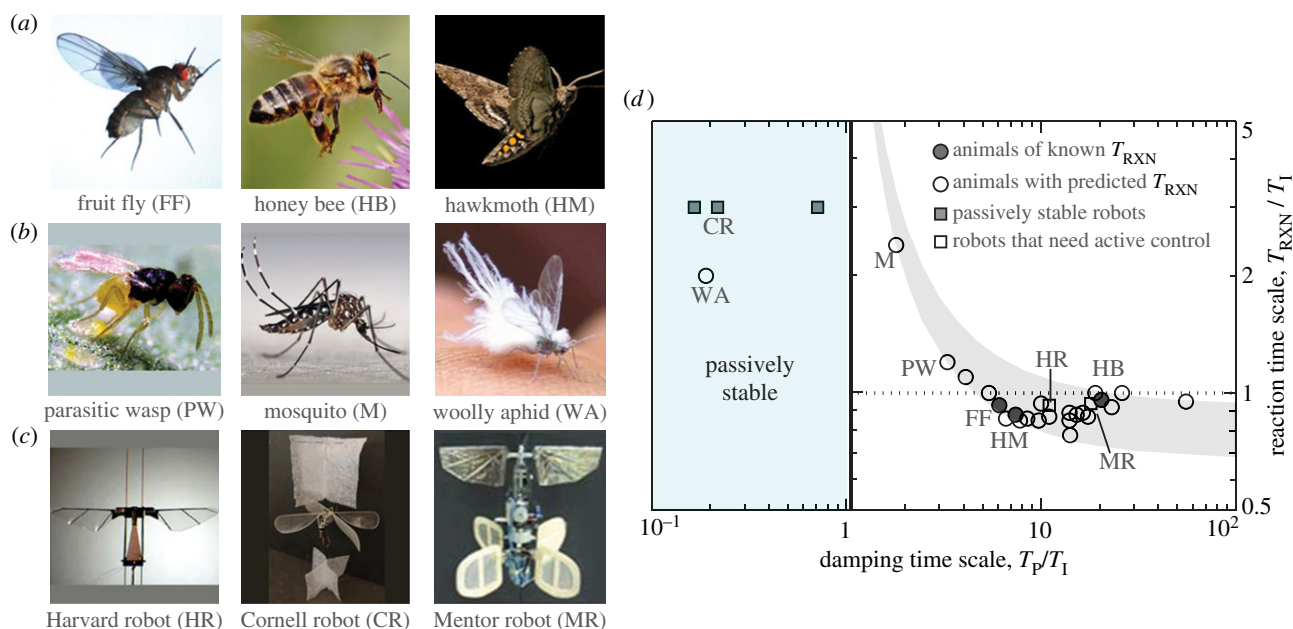 (a)
fruit fly (FF)
honey bee (HB)
hawkmoth (HM)
(b)
parasitic wasp (PW)
mosquito (M)
woolly aphid (WA)
(c)
Harvard robot (HR)
Cornell robot (CR)
Mentor robot (MR)
(d)
animals of known T_RXN
animals with predicted T_RXN
passively stable robots
robots that need active control
CR
WA
M
passively
stable
PW
HR
HB
FF
HM
MR
5
2
1
0.5
reaction time scale, T_RXN / T_I
10^-1
1
10
10^2
damping time scale, T_P/T_I